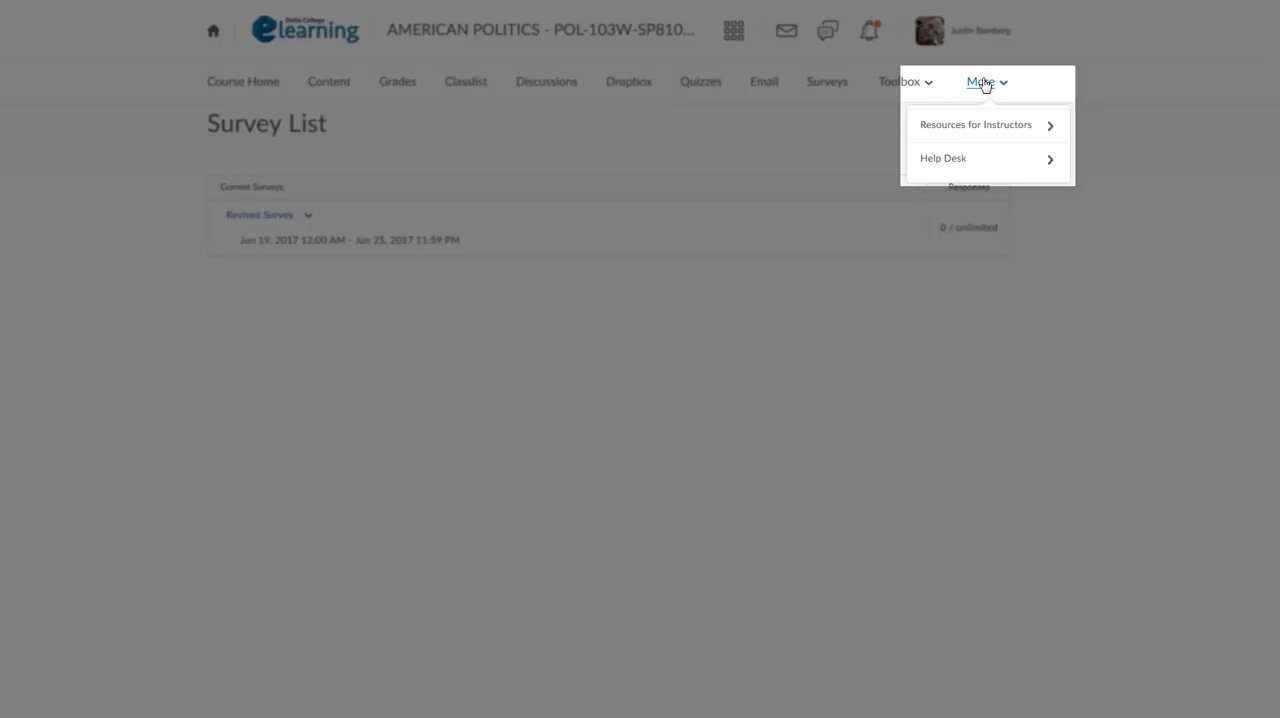 Delta College
elearning
AMERICAN POLITICS - POL-103W-SP810...
Justin Bamberg
Course Home Content Grades Classlist Discussions Dropbox Quizzes Email Surveys Toolbox More
Survey List
Resources for Instructors
Help Desk
Current Surveys Responses
Revised Survey
0 / unlimited
Jun 19, 2017 12:00 AM - Jun 25, 2017 11:59 PM